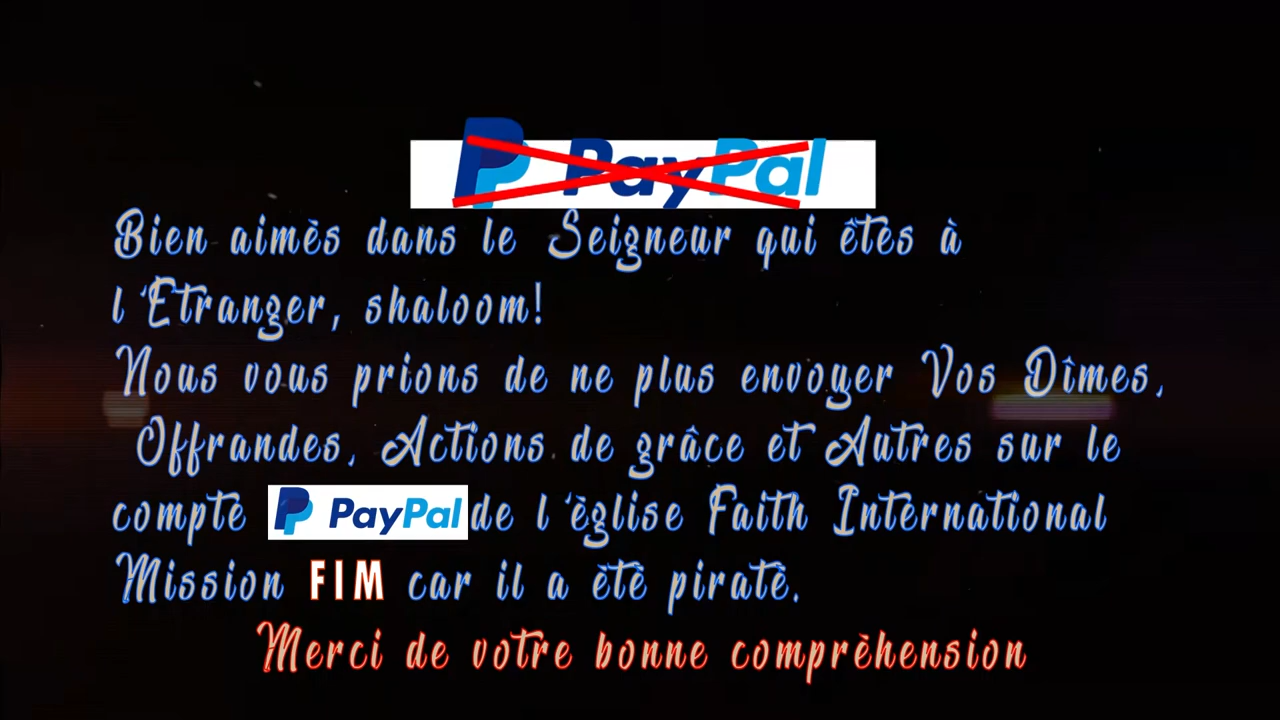 PayPal
Bien aimés dans le Seigneur qui êtes à
l'Etranger, shaloom!
Nous vous prions de ne plus envoyer Vos Dîmes,
Offrandes, Actions de grâce et Autres sur le
compte PayPal de l'église Faith International
Mission FIM car il a été piraté.
Merci de votre bonne compréhension